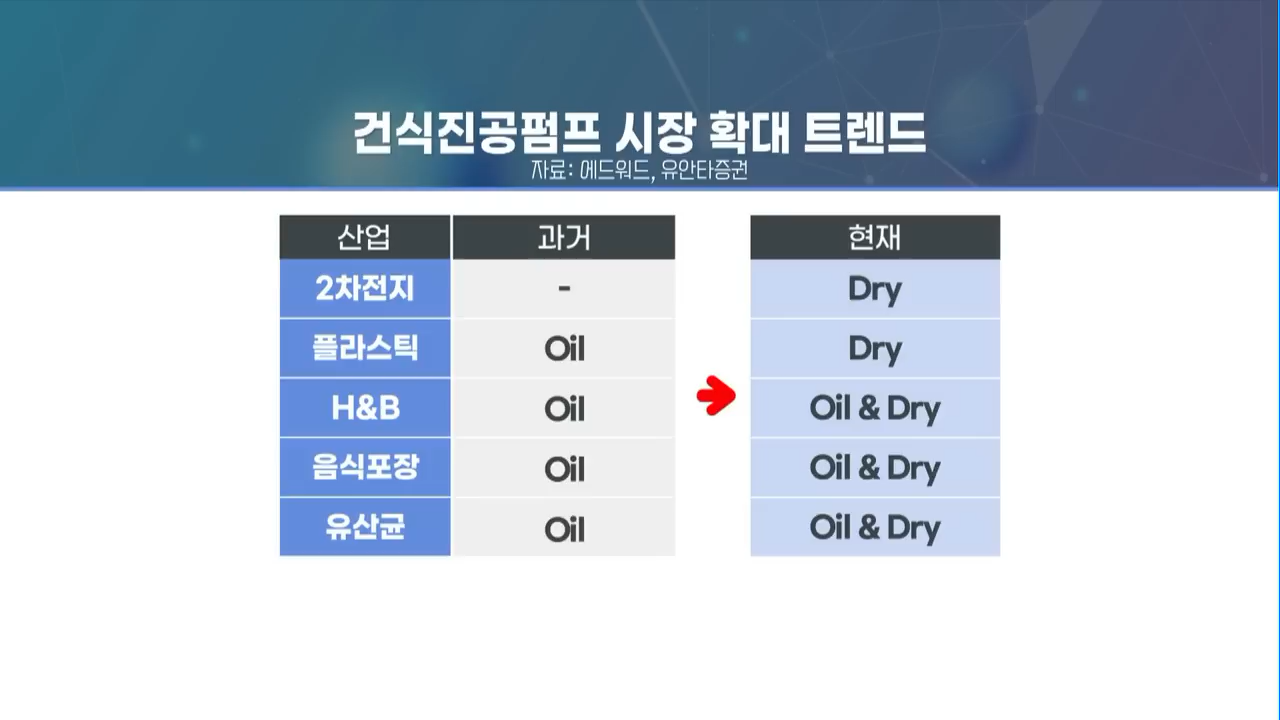 건식진공펌프 시장 확대 트렌드
자료: 에드워드, 유안타증권
산업 과거 현재
2차전지 - Dry
플라스틱 Oil Dry
H&B Oil Oil & Dry
음식포장 Oil Oil & Dry
유산균 Oil Oil & Dry